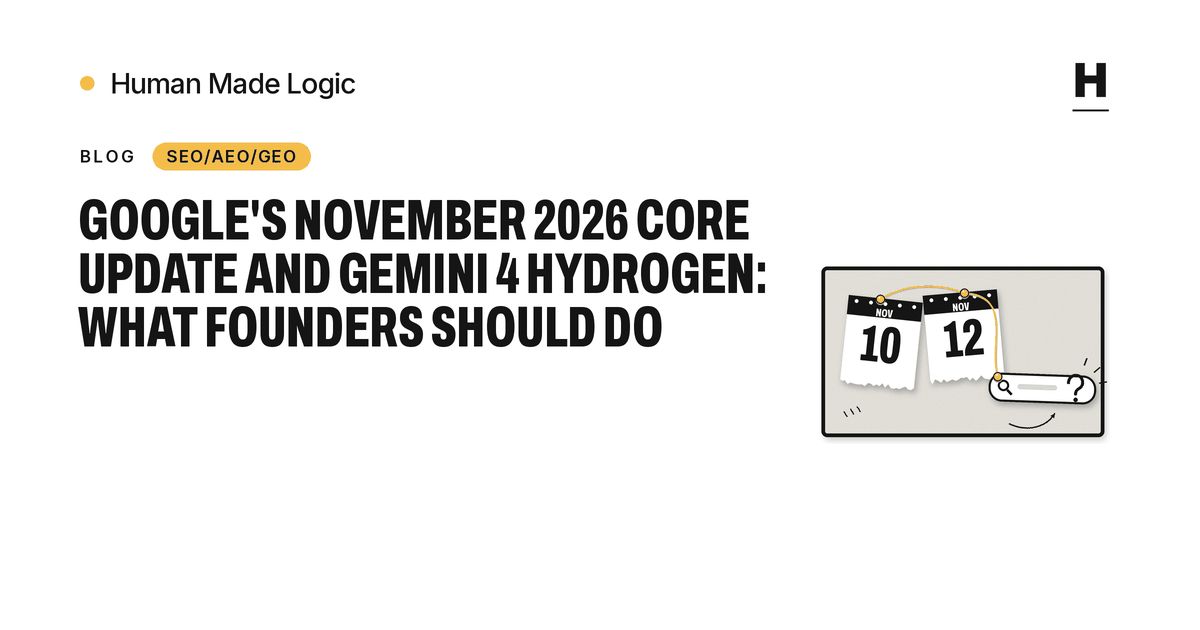 Human Made Logic
H
BLOG SEO/AEO/GEO
GOOGLE'S NOVEMBER 2026 CORE
UPDATE AND GEMINI 4 HYDROGEN:
WHAT FOUNDERS SHOULD DO
NOV
10
NOV
12
?